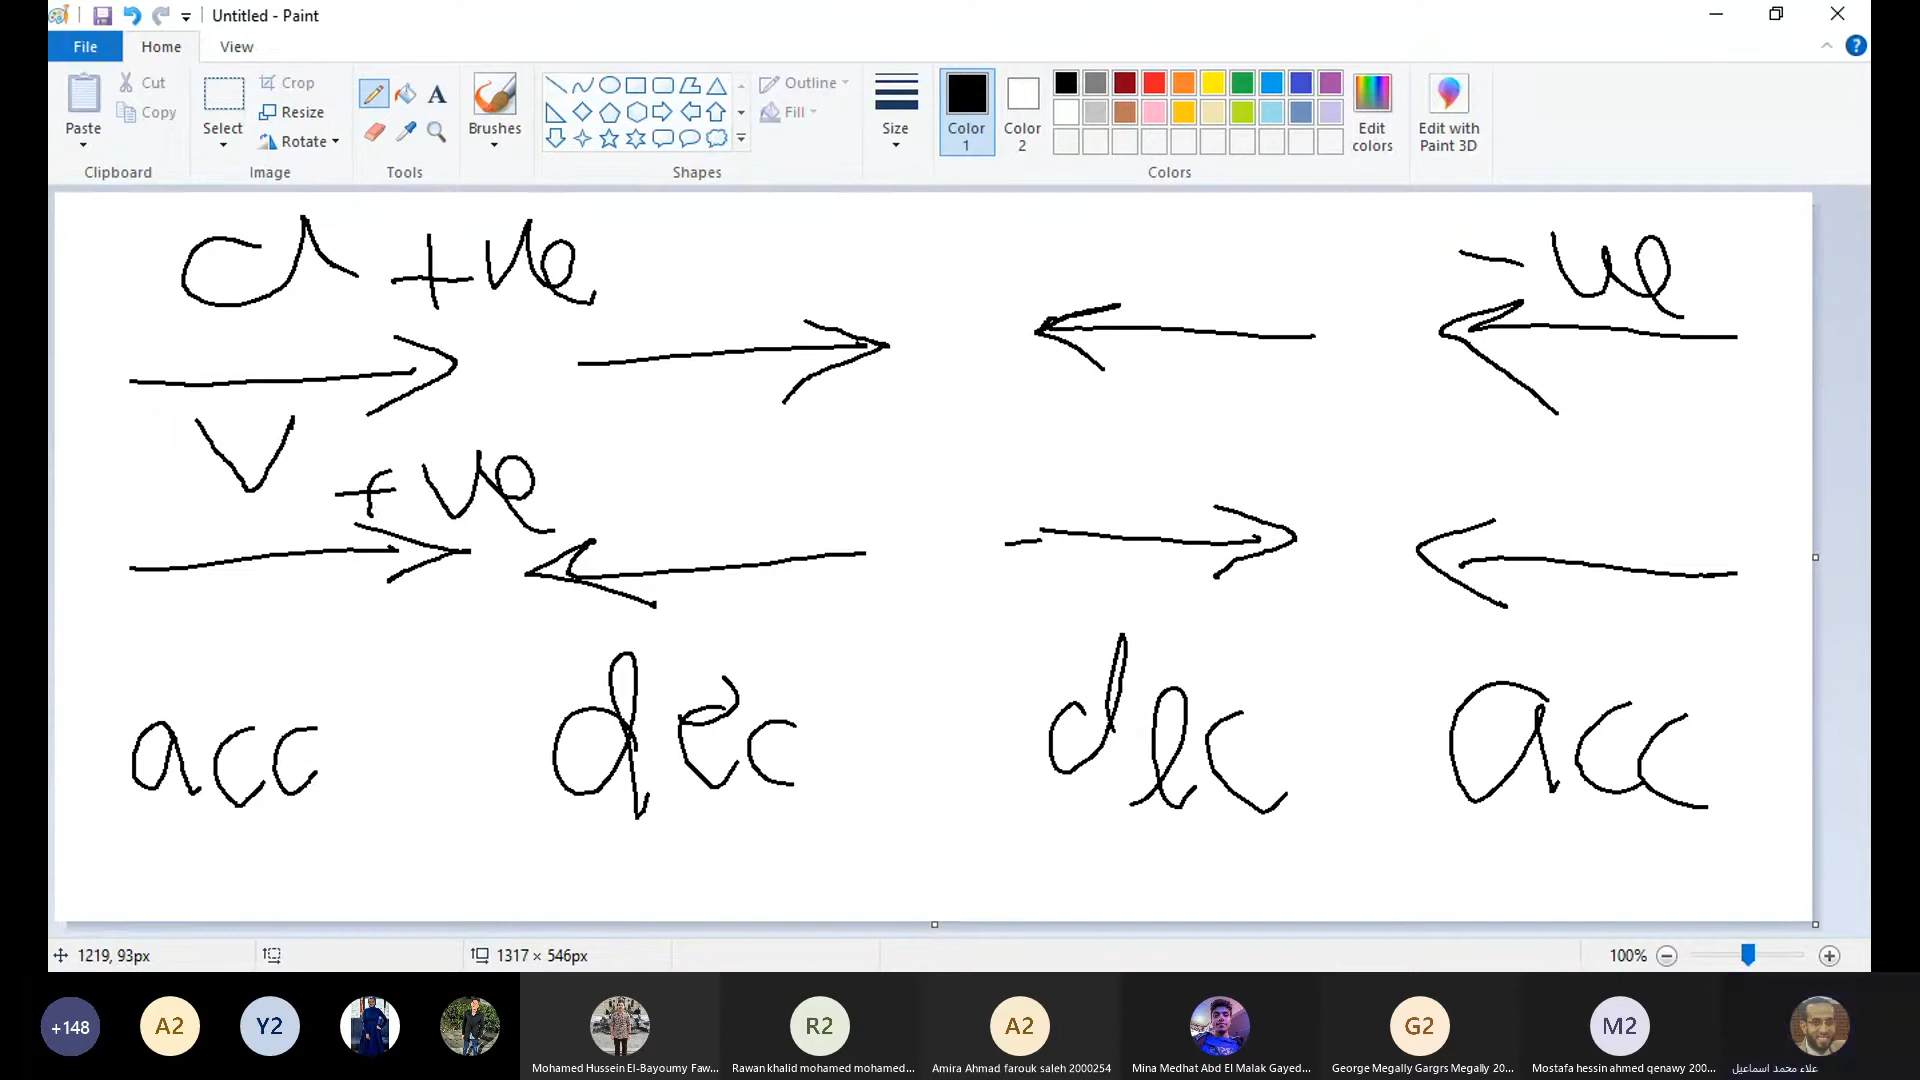 Untitled - Paint
File Home View
Paste
Cut
Copy
Clipboard
Select
Crop
Resize
Rotate
Image
Tools
Brushes
Shapes
Outline
Fill
Size
Color 1
Color 2
Edit colors
Edit with Paint 3D
Colors
a +ve
-ve
V
+ve
acc dec dec acc
1219, 93px
1317 × 546px
100%
+148
A2
Y2
R2
A2
G2
M2
Mohamed Hussein El-Bayoumy Faw...
Rawan khalid mohamed mohamed...
Amira Ahmad farouk saleh 2000254
Mina Medhat Abd El Malak Gayed...
George Megally Gargrs Megally 20...
Mostafa hessin ahmed qenawy 200...
علاء محمد اسماعيل